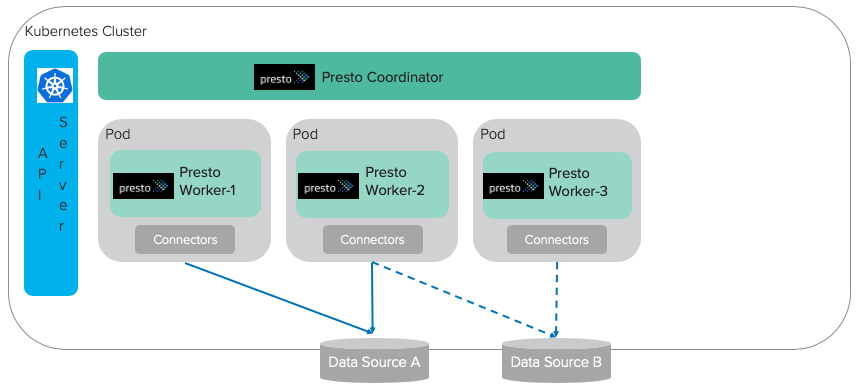 Kubernetes Cluster
API
Server
presto Presto Coordinator
Pod
presto Presto
Worker-1
Connectors
Pod
presto Presto
Worker-2
Connectors
Pod
presto Presto
Worker-3
Connectors
Data Source A
Data Source B